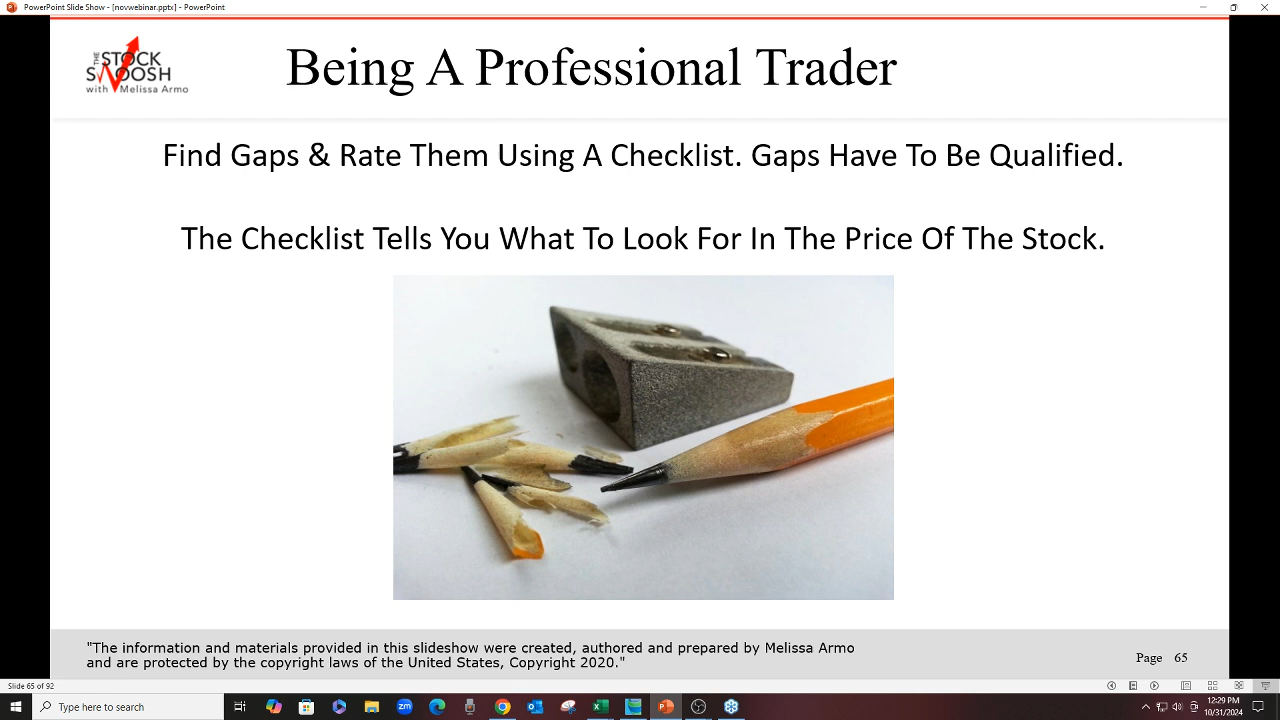 PowerPoint Slide Show - [novwebinar.pptx] - PowerPoint
THE
STOCK
SWOOSH
with Melissa Armo
Being A Professional Trader
Find Gaps & Rate Them Using A Checklist. Gaps Have To Be Qualified.
The Checklist Tells You What To Look For In The Price Of The Stock.
"The information and materials provided in this slideshow were created, authored and prepared by Melissa Armo
and are protected by the copyright laws of the United States, Copyright 2020."
Page 65
Slide 65 of 92
Type here to search
zm
12:29 PM
10/31/2024